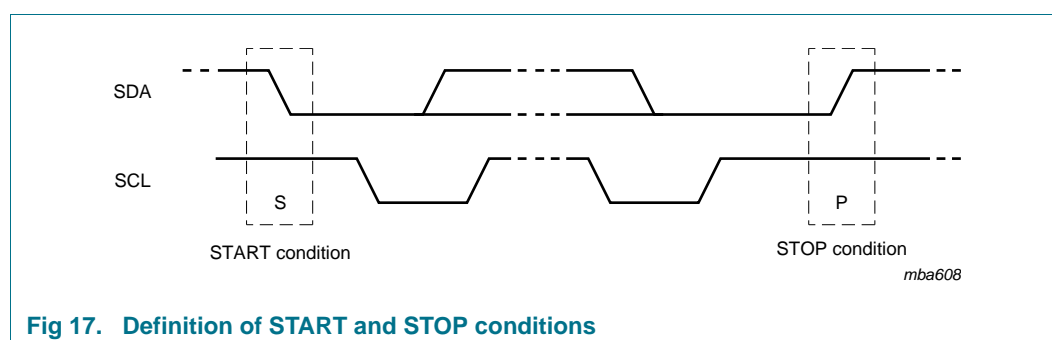 SDA
SCL
S
P
START condition
STOP condition
mba608
Fig 17. Definition of START and STOP conditions